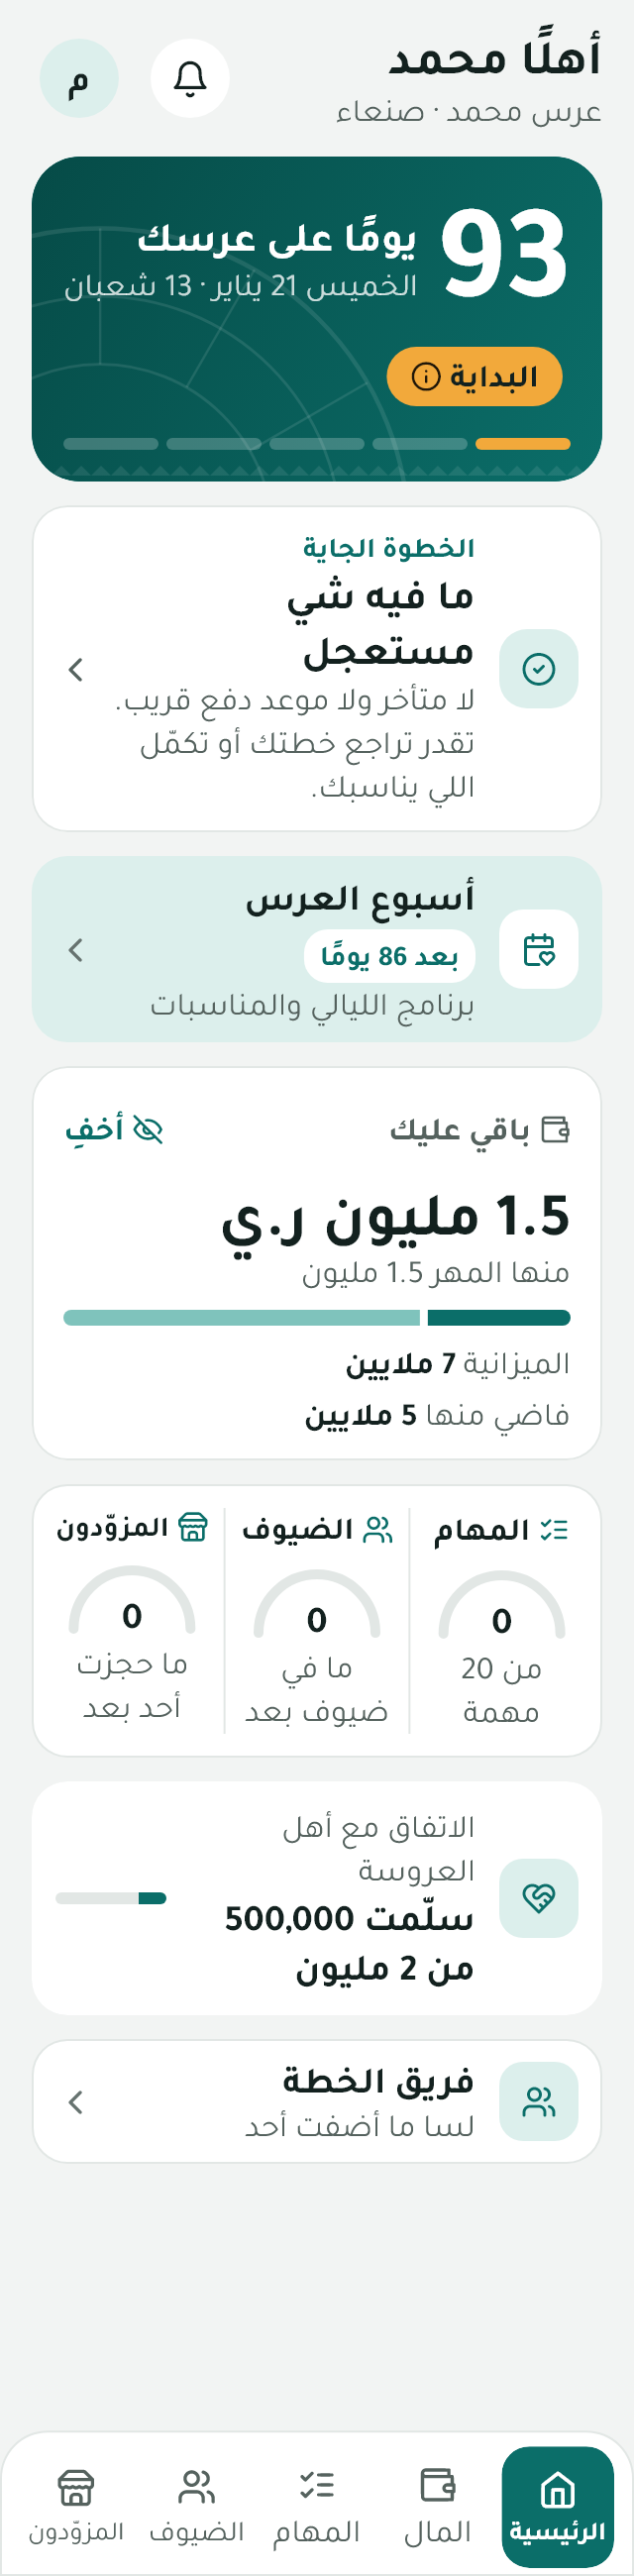 أهلًا محمد
عرس محمد · صنعاء
م
93
يومًا على عرسك
الخميس 21 يناير · 13 شعبان
البداية
الخطوة الجاية
ما فيه شي
مستعجل
لا متأخر ولا موعد دفع قريب.
تقدر تراجع خطتك أو تكمّل
اللي يناسبك.
أسبوع العرس
بعد 86 يومًا
برنامج الليالي والمناسبات
باقي عليك
أخفِ
1.5 مليون ر.ي
منها المهر 1.5 مليون
الميزانية 7 ملايين
فاضي منها 5 ملايين
المهام
0
من 20
مهمة
الضيوف
0
ما في
ضيوف بعد
المزوّدون
0
ما حجزت
أحد بعد
الاتفاق مع أهل
العروسة
سلّمت 500,000
من 2 مليون
فريق الخطة
لسا ما أضفت أحد
الرئيسية
المال
المهام
الضيوف
المزوّدون